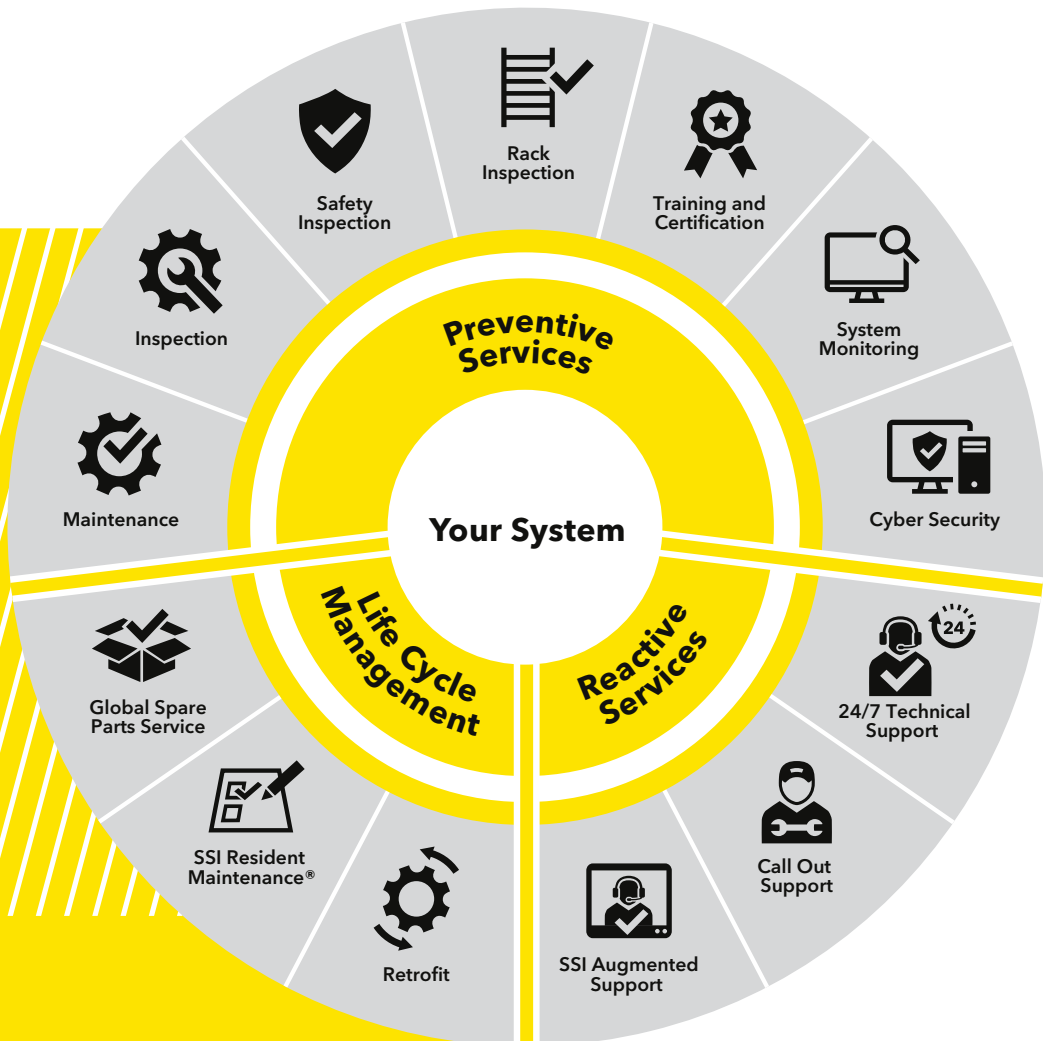 Rack
Inspection
Safety
Inspection
Training and
Certification
Inspection
System
Monitoring
Maintenance
Cyber Security
Preventive
Services
Your System
Life Cycle
Management
Reactive
Services
Global Spare
Parts Service
24
24/7 Technical
Support
SSI Resident
Maintenance®
Call Out
Support
Retrofit
SSI Augmented
Support